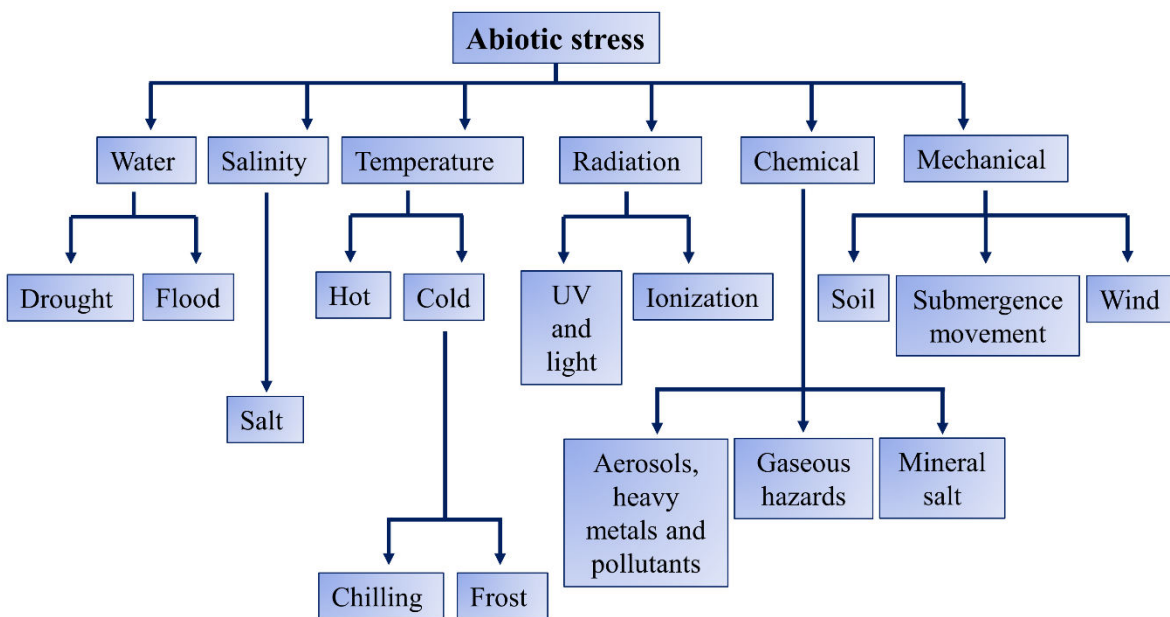 Abiotic stress
Water
Salinity
Temperature
Radiation
Chemical
Mechanical
Drought
Flood
Hot
Cold
UV
and
light
Ionization
Soil
Submergence
movement
Wind
Salt
Aerosols,
heavy
metals and
pollutants
Gaseous
hazards
Mineral
salt
Chilling
Frost